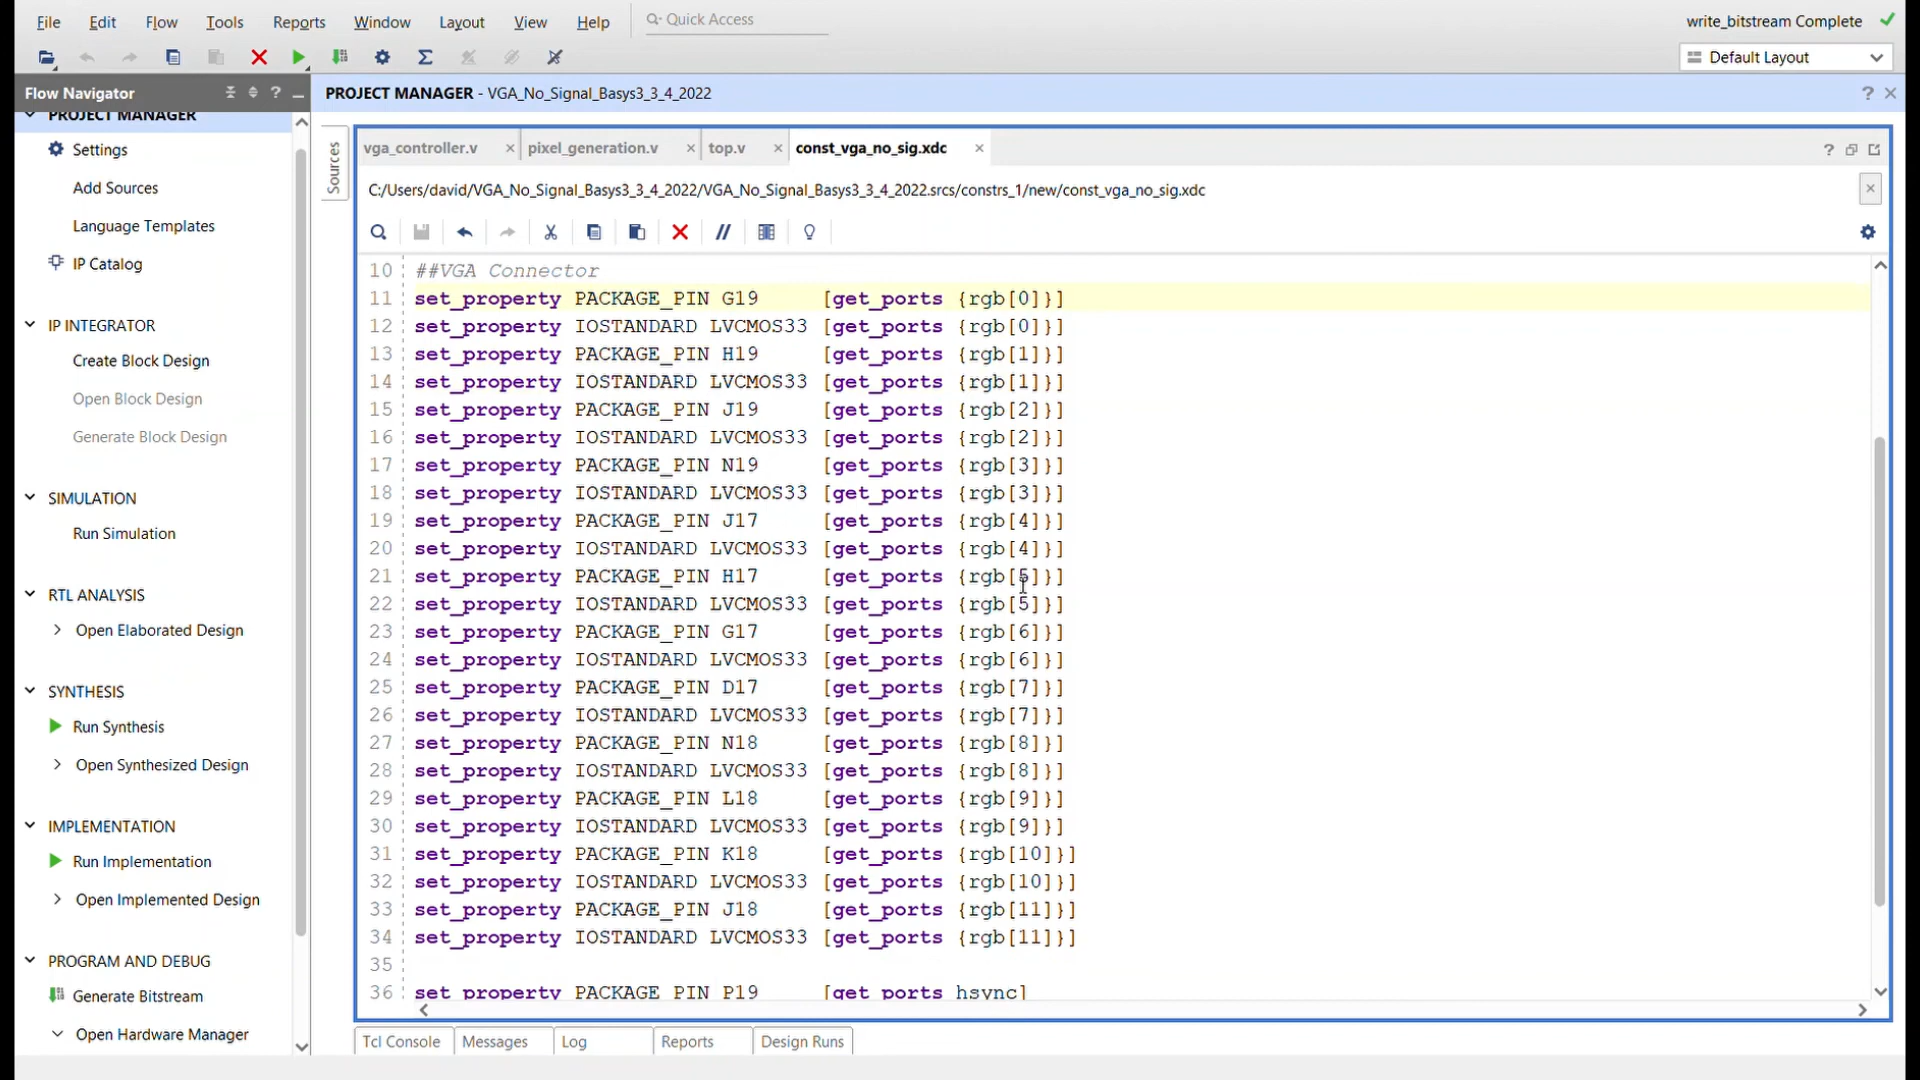 File Edit Flow Tools Reports Window Layout View Help Quick Access
write_bitstream Complete
Default Layout
Flow Navigator
PROJECT MANAGER - VGA_No_Signal_Basys3_3_4_2022
PROJECT MANAGER
Settings
Add Sources
Language Templates
IP Catalog
IP INTEGRATOR
Create Block Design
Open Block Design
Generate Block Design
SIMULATION
Run Simulation
RTL ANALYSIS
Open Elaborated Design
SYNTHESIS
Run Synthesis
Open Synthesized Design
IMPLEMENTATION
Run Implementation
Open Implemented Design
PROGRAM AND DEBUG
Generate Bitstream
Open Hardware Manager
Sources
vga_controller.v pixel_generation.v top.v const_vga_no_sig.xdc
C:/Users/david/VGA_No_Signal_Basys3_3_4_2022/VGA_No_Signal_Basys3_3_4_2022.srcs/constrs_1/new/const_vga_no_sig.xdc
10 ##VGA Connector
11 set_property PACKAGE_PIN G19 [get_ports {rgb[0]}]
12 set_property IOSTANDARD LVCMOS33 [get_ports {rgb[0]}]
13 set_property PACKAGE_PIN H19 [get_ports {rgb[1]}]
14 set_property IOSTANDARD LVCMOS33 [get_ports {rgb[1]}]
15 set_property PACKAGE_PIN J19 [get_ports {rgb[2]}]
16 set_property IOSTANDARD LVCMOS33 [get_ports {rgb[2]}]
17 set_property PACKAGE_PIN N19 [get_ports {rgb[3]}]
18 set_property IOSTANDARD LVCMOS33 [get_ports {rgb[3]}]
19 set_property PACKAGE_PIN J17 [get_ports {rgb[4]}]
20 set_property IOSTANDARD LVCMOS33 [get_ports {rgb[4]}]
21 set_property PACKAGE_PIN H17 [get_ports {rgb[5]}]
22 set_property IOSTANDARD LVCMOS33 [get_ports {rgb[5]}]
23 set_property PACKAGE_PIN G17 [get_ports {rgb[6]}]
24 set_property IOSTANDARD LVCMOS33 [get_ports {rgb[6]}]
25 set_property PACKAGE_PIN D17 [get_ports {rgb[7]}]
26 set_property IOSTANDARD LVCMOS33 [get_ports {rgb[7]}]
27 set_property PACKAGE_PIN N18 [get_ports {rgb[8]}]
28 set_property IOSTANDARD LVCMOS33 [get_ports {rgb[8]}]
29 set_property PACKAGE_PIN L18 [get_ports {rgb[9]}]
30 set_property IOSTANDARD LVCMOS33 [get_ports {rgb[9]}]
31 set_property PACKAGE_PIN K18 [get_ports {rgb[10]}]
32 set_property IOSTANDARD LVCMOS33 [get_ports {rgb[10]}]
33 set_property PACKAGE_PIN J18 [get_ports {rgb[11]}]
34 set_property IOSTANDARD LVCMOS33 [get_ports {rgb[11]}]
35
36 set_property PACKAGE_PIN P19 [get_ports hsync]
Tcl Console Messages Log Reports Design Runs